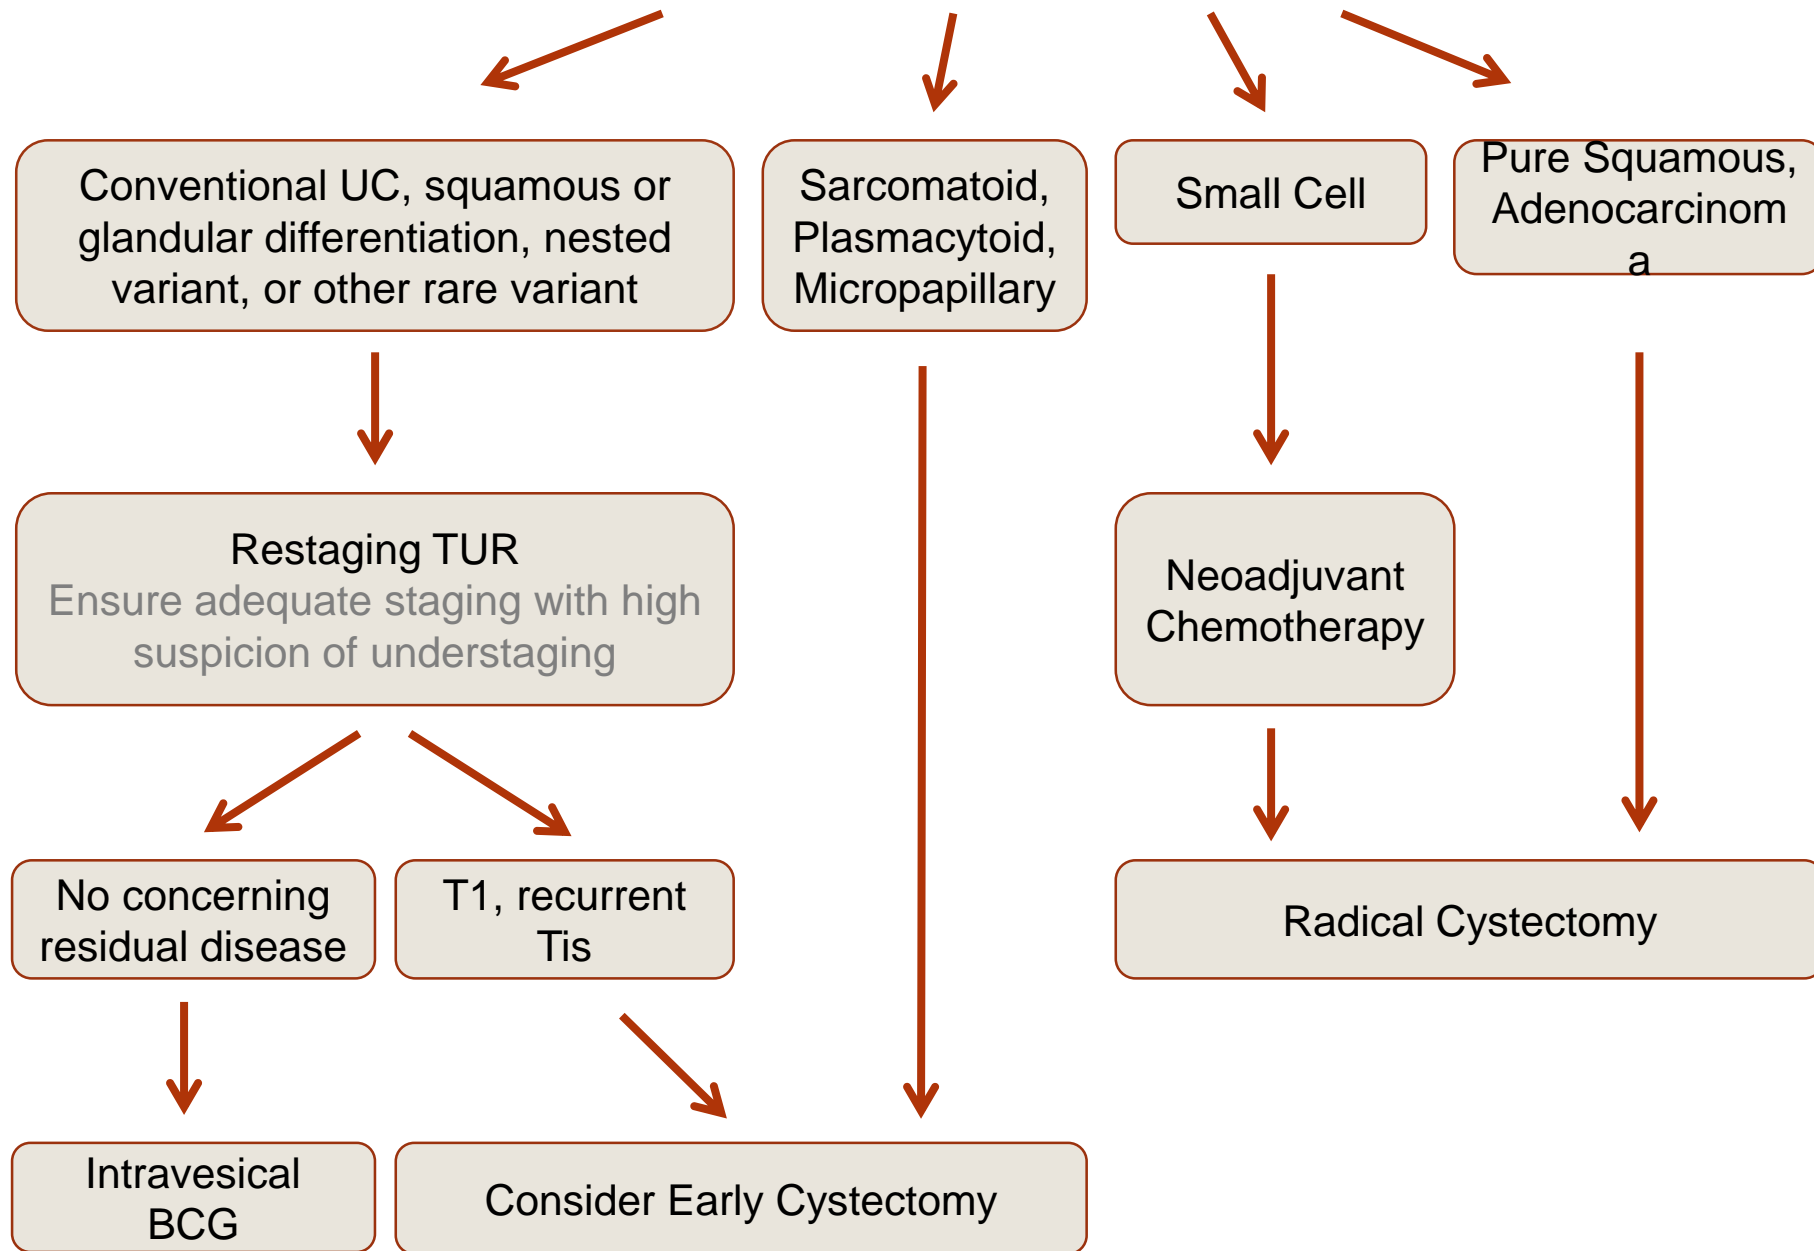 Conventional UC, squamous or
glandular differentiation, nested
variant, or other rare variant
Sarcomatoid,
Plasmacytoid,
Micropapillary
Small Cell
Pure Squamous,
Adenocarcinom
a
Restaging TUR
Ensure adequate staging with high
suspicion of understaging
Neoadjuvant
Chemotherapy
No concerning
residual disease
T1, recurrent
Tis
Radical Cystectomy
Intravesical
BCG
Consider Early Cystectomy